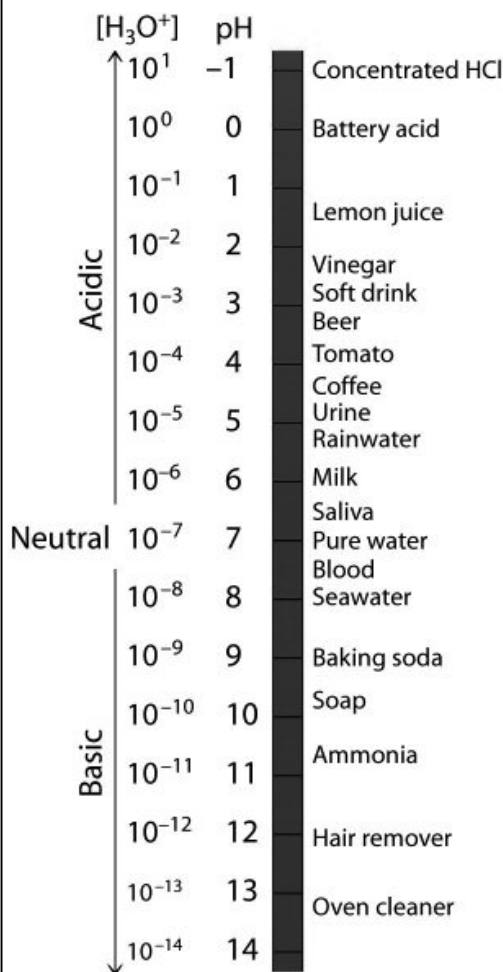 [H₃O⁺] pH
10¹ –1 Concentrated HCl
10⁰ 0 Battery acid
10⁻¹ 1
Lemon juice
10⁻² 2
Vinegar
Soft drink
10⁻³ 3
Beer
Tomato
10⁻⁴ 4
Coffee
Urine
10⁻⁵ 5
Rainwater
10⁻⁶ 6 Milk
Acidic
Saliva
Neutral 10⁻⁷ 7 Pure water
Blood
10⁻⁸ 8 Seawater
10⁻⁹ 9 Baking soda
Soap
10⁻¹⁰ 10
Ammonia
10⁻¹¹ 11
10⁻¹² 12 Hair remover
10⁻¹³ 13
Oven cleaner
10⁻¹⁴ 14
Basic